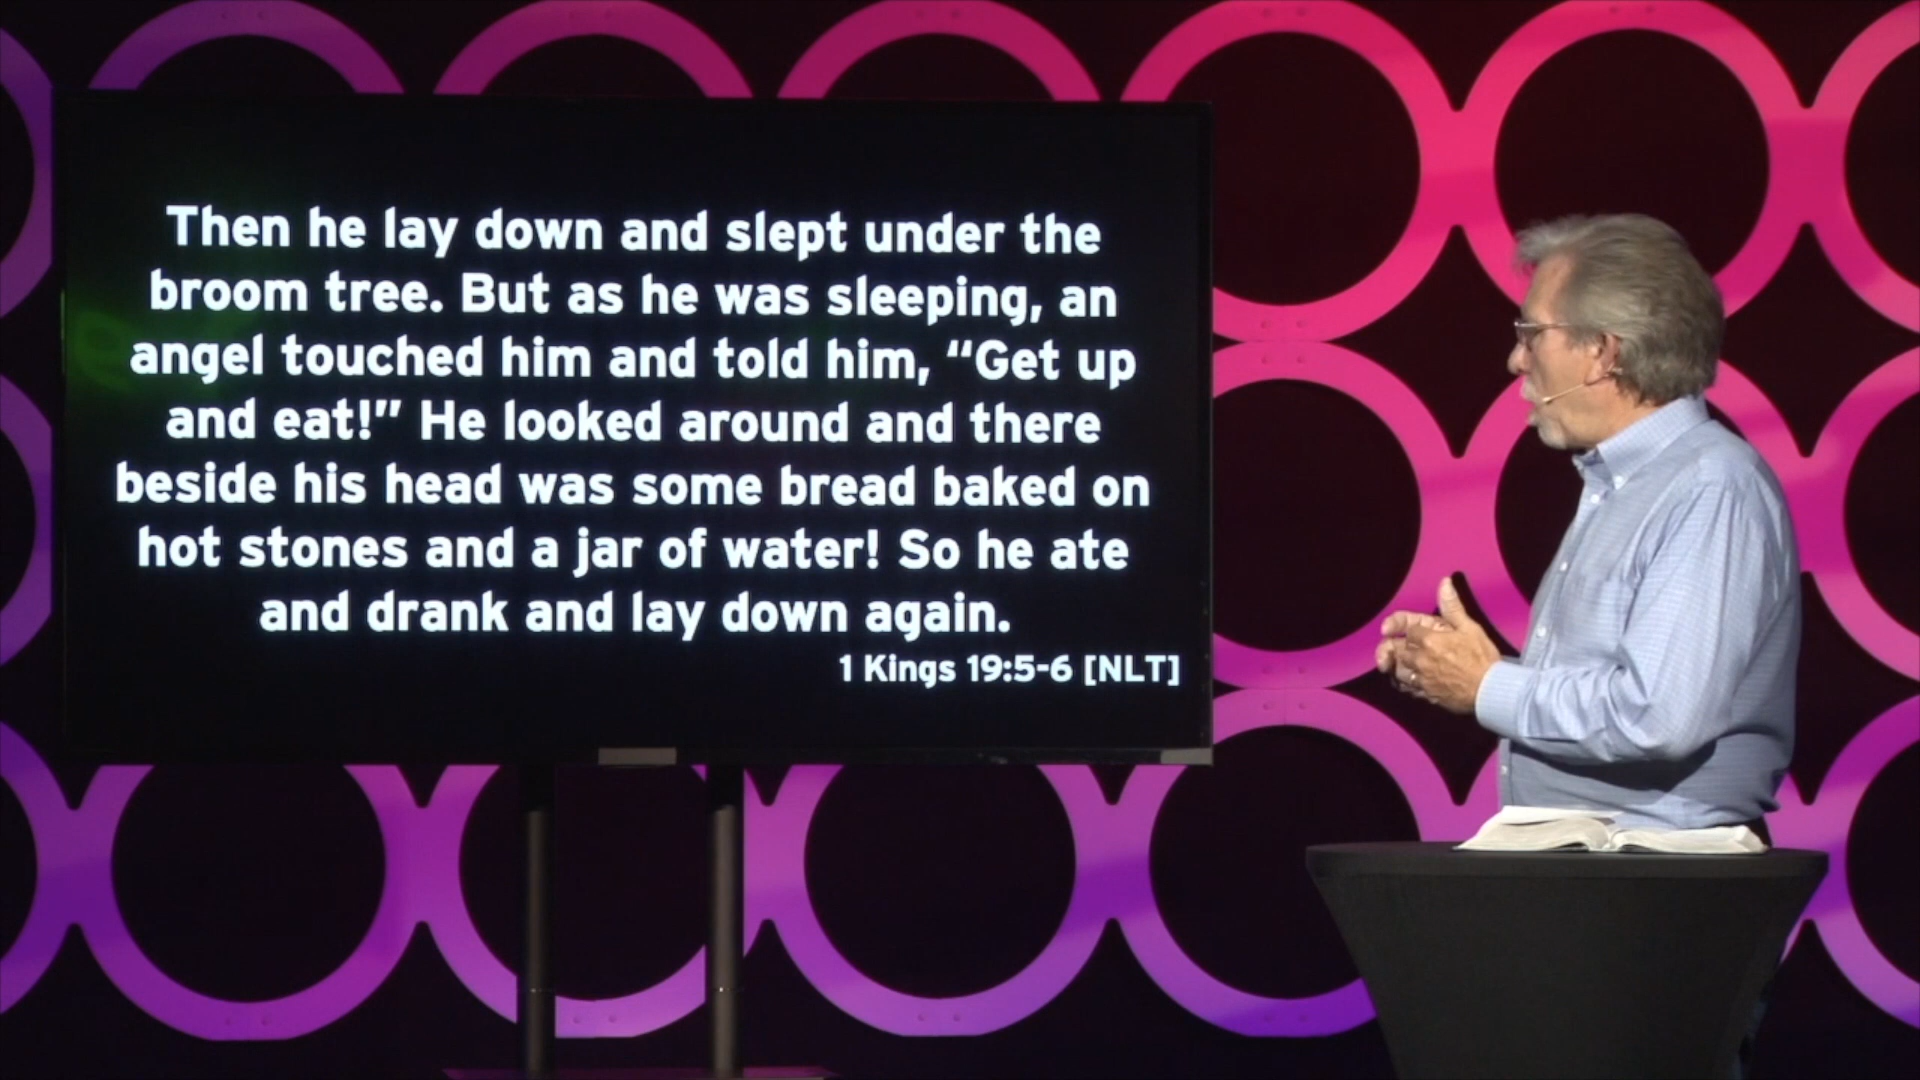 Then he lay down and slept under the
broom tree. But as he was sleeping, an
angel touched him and told him, “Get up
and eat!” He looked around and there
beside his head was some bread baked on
hot stones and a jar of water! So he ate
and drank and lay down again.
1 Kings 19:5-6 [NLT]